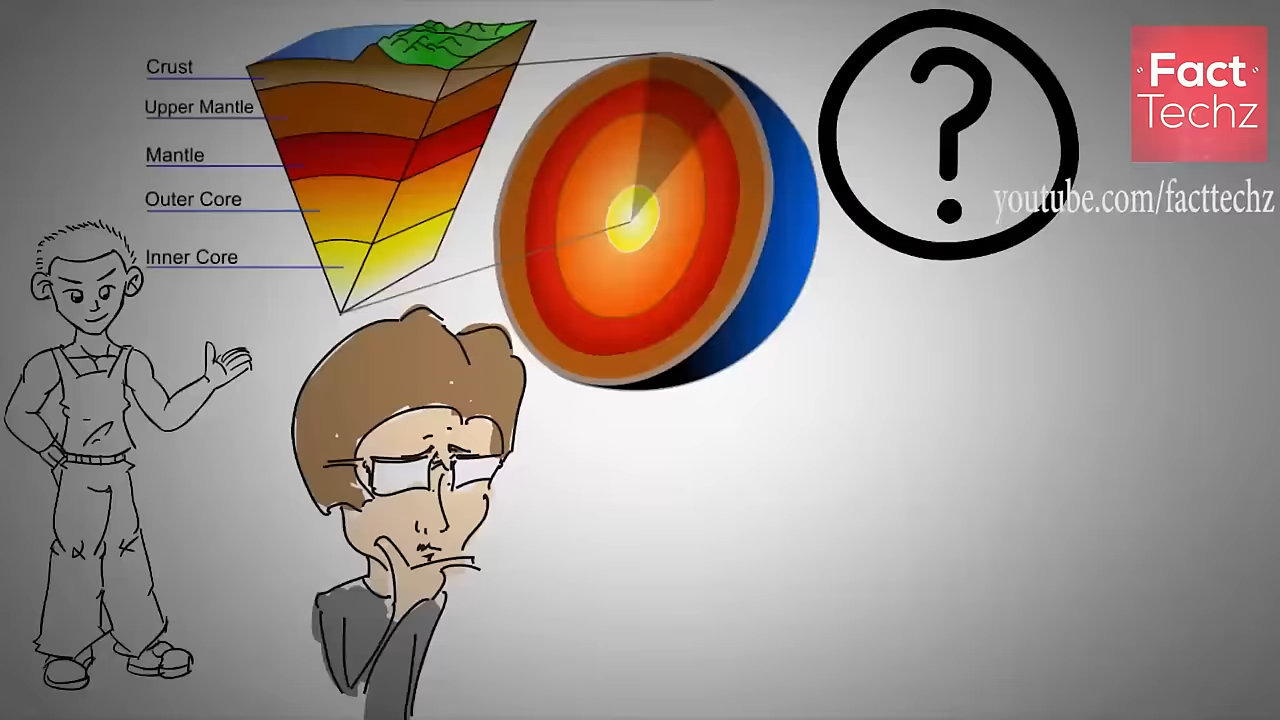 Crust
Upper Mantle
Mantle
Outer Core
Inner Core
?
Fact
Techz
youtube.com/facttechz